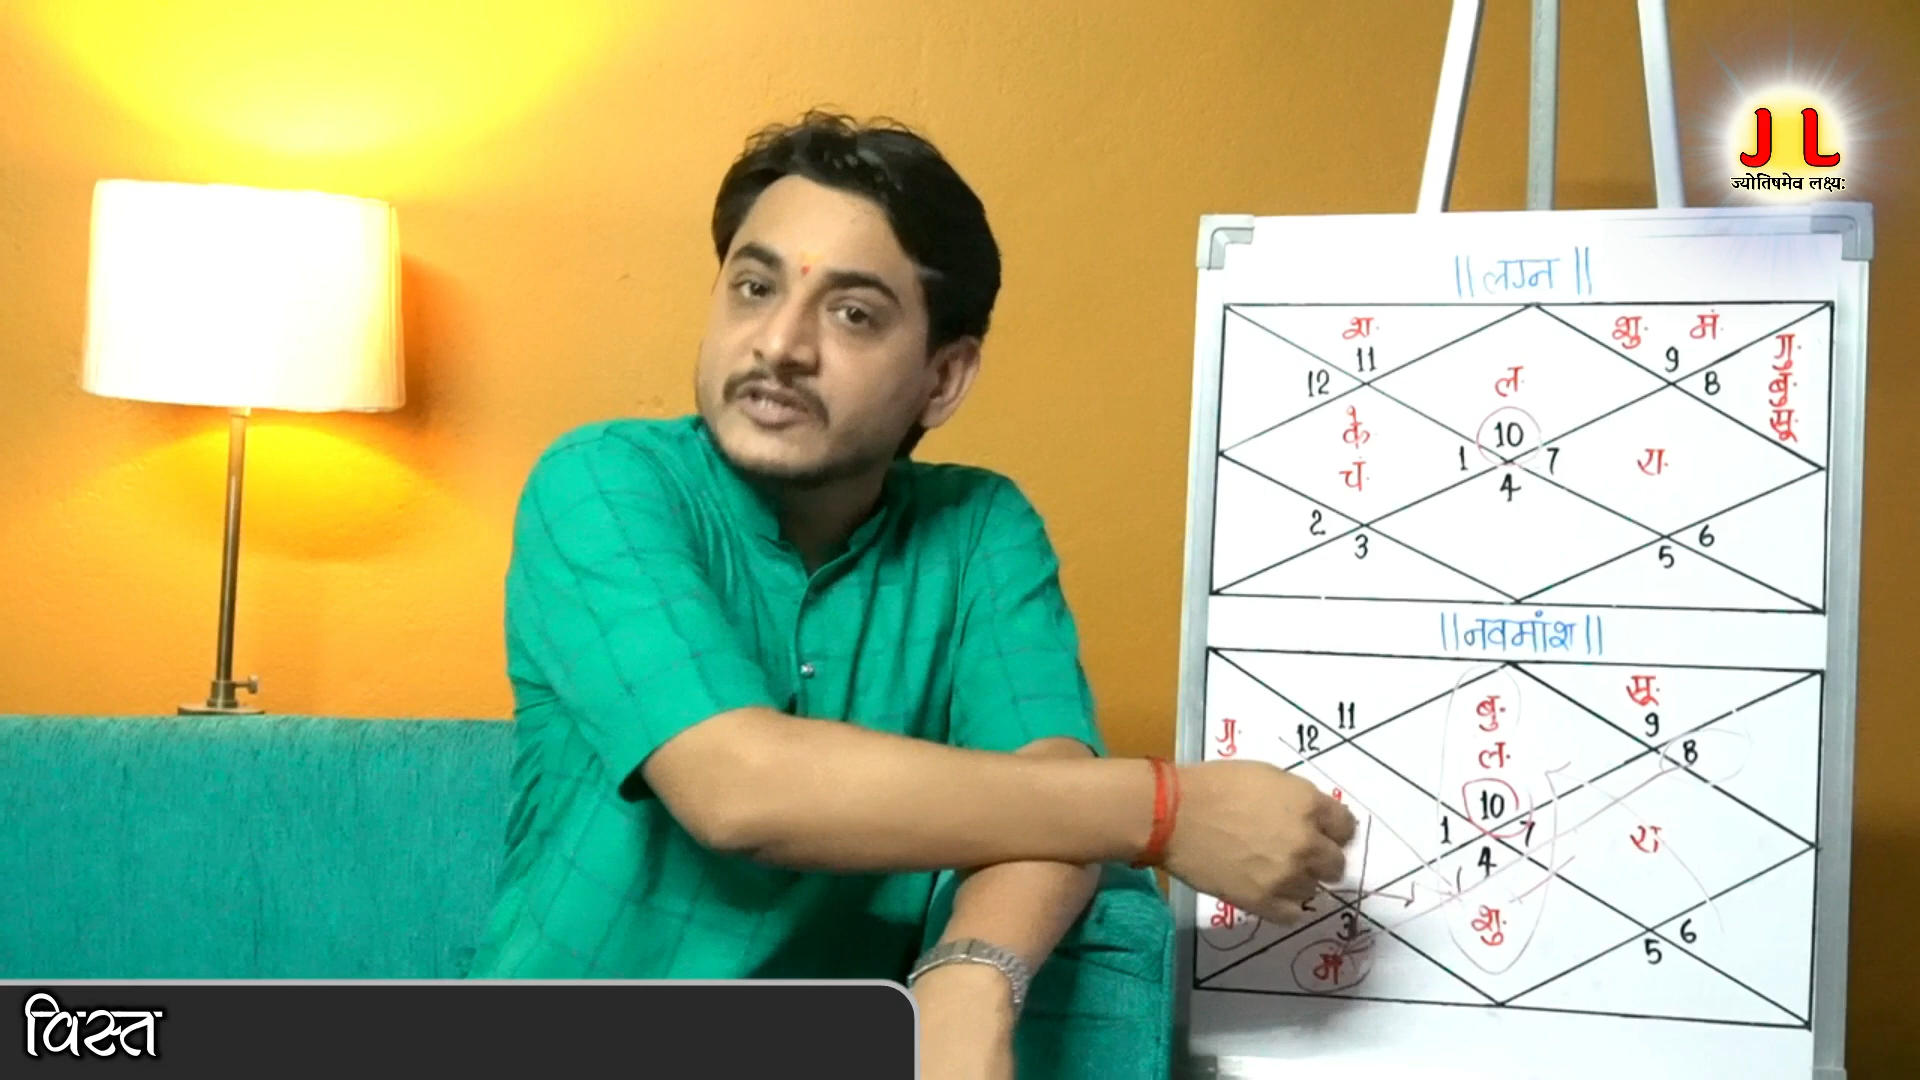 J L
ज्योतिषमेव लक्ष्यः
||लग्न||
श. शु. मं. गु.
11 9
12 ल. 8 बु.
के. सू.
10
1 7 रा.
चं. 4
2 6
3 5
||नवमांश||
सू.
बु.
11 9
गु. 12 ल. 8
10
1 7 रा.
4
2
श. 3 शु. 6
5
मं.
विस्त